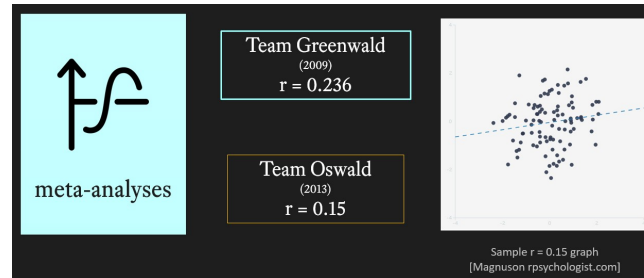 meta-analyses
Team Greenwald
(2009)
r = 0.236
Team Oswald
(2013)
r = 0.15
Sample r = 0.15 graph
[Magnuson rpsychologist.com]